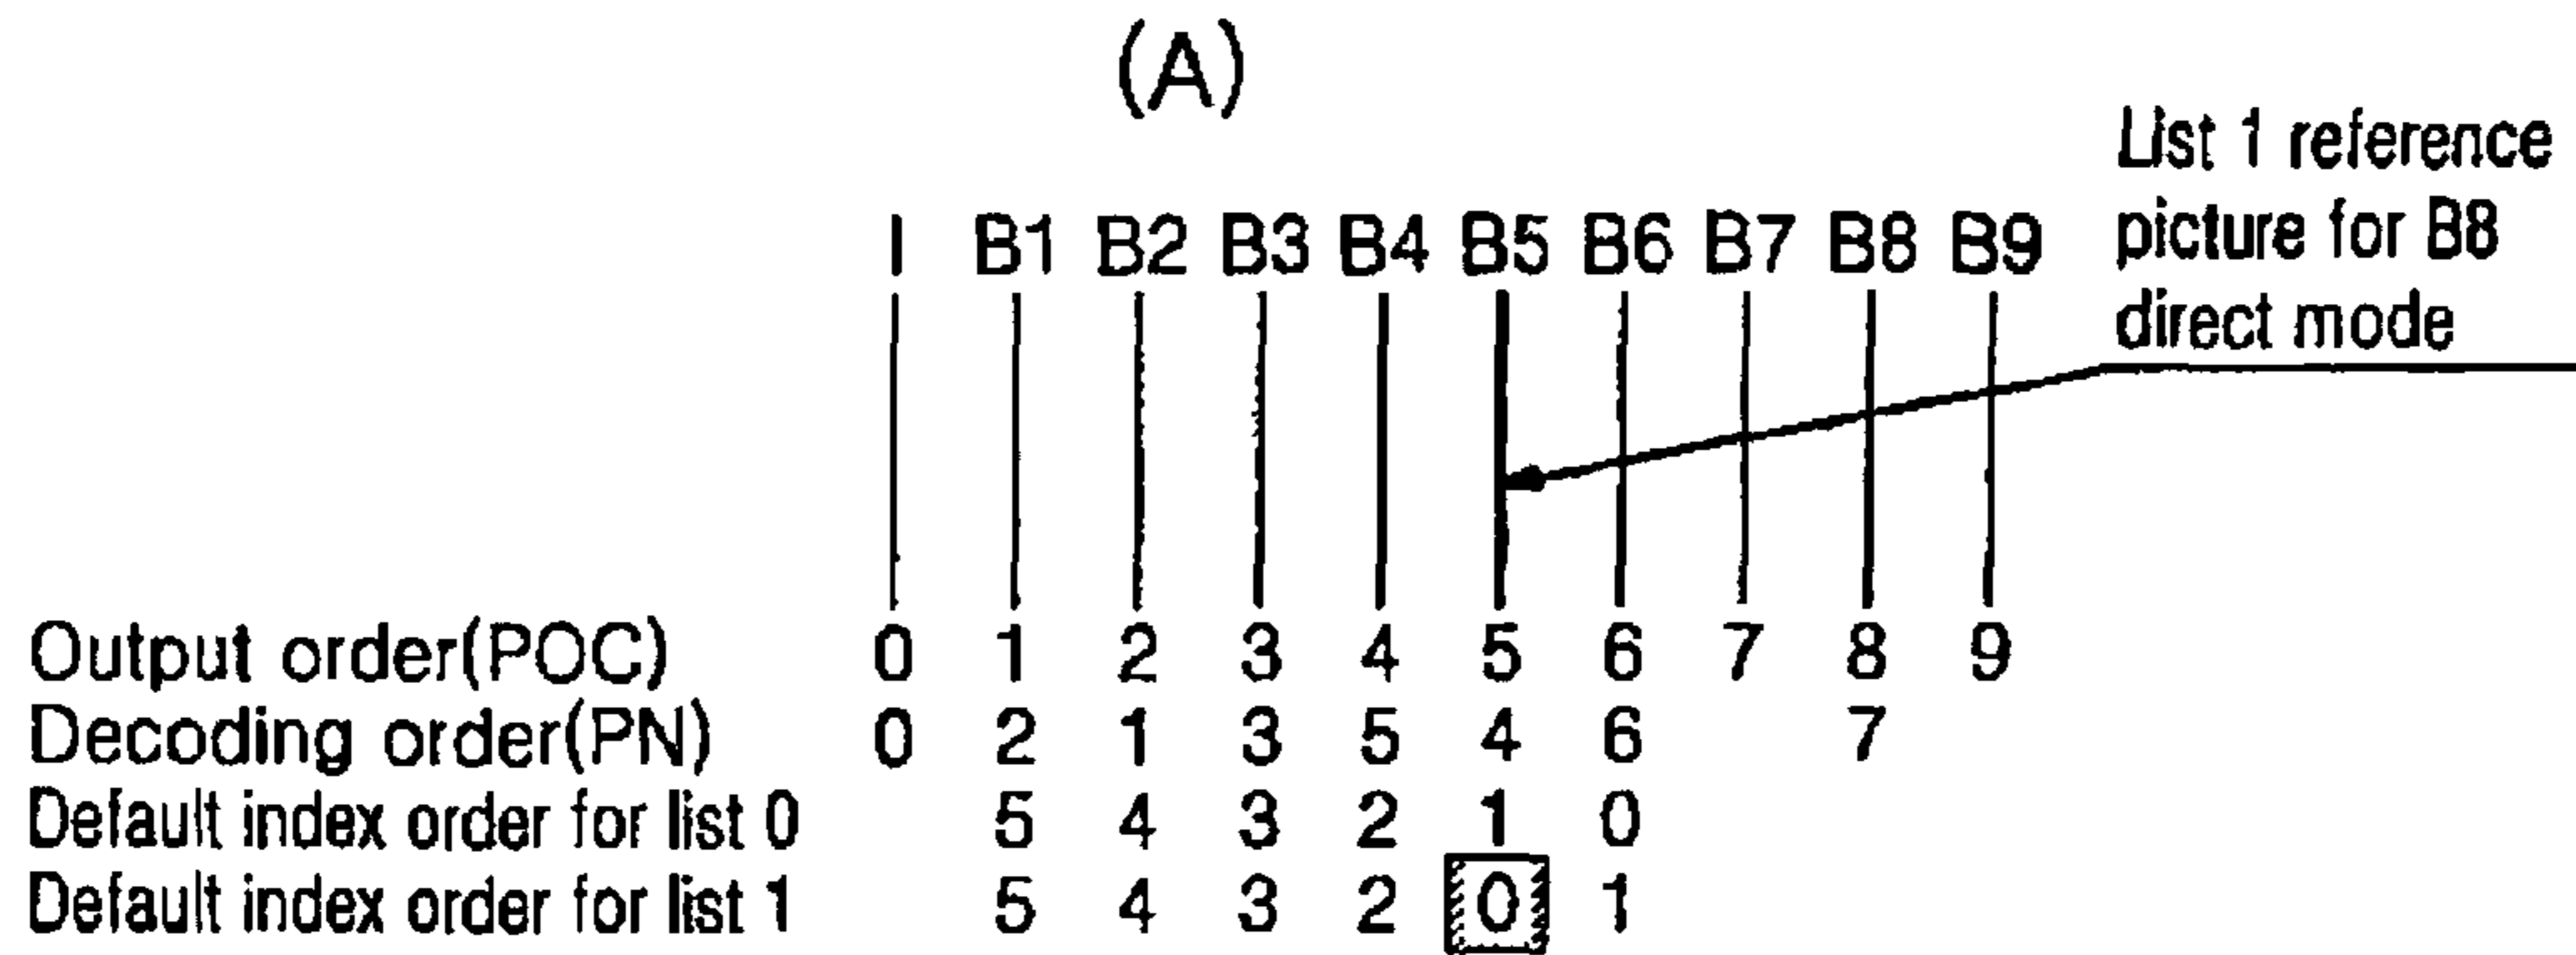 (A)
List 1 reference
picture for B8
direct mode
I B1 B2 B3 B4 B5 B6 B7 B8 B9
Output order(POC) 0 1 2 3 4 5 6 7 8 9
Decoding order(PN) 0 2 1 3 5 4 6 7
Default index order for list 0 5 4 3 2 1 0
Default index order for list 1 5 4 3 2 0 1